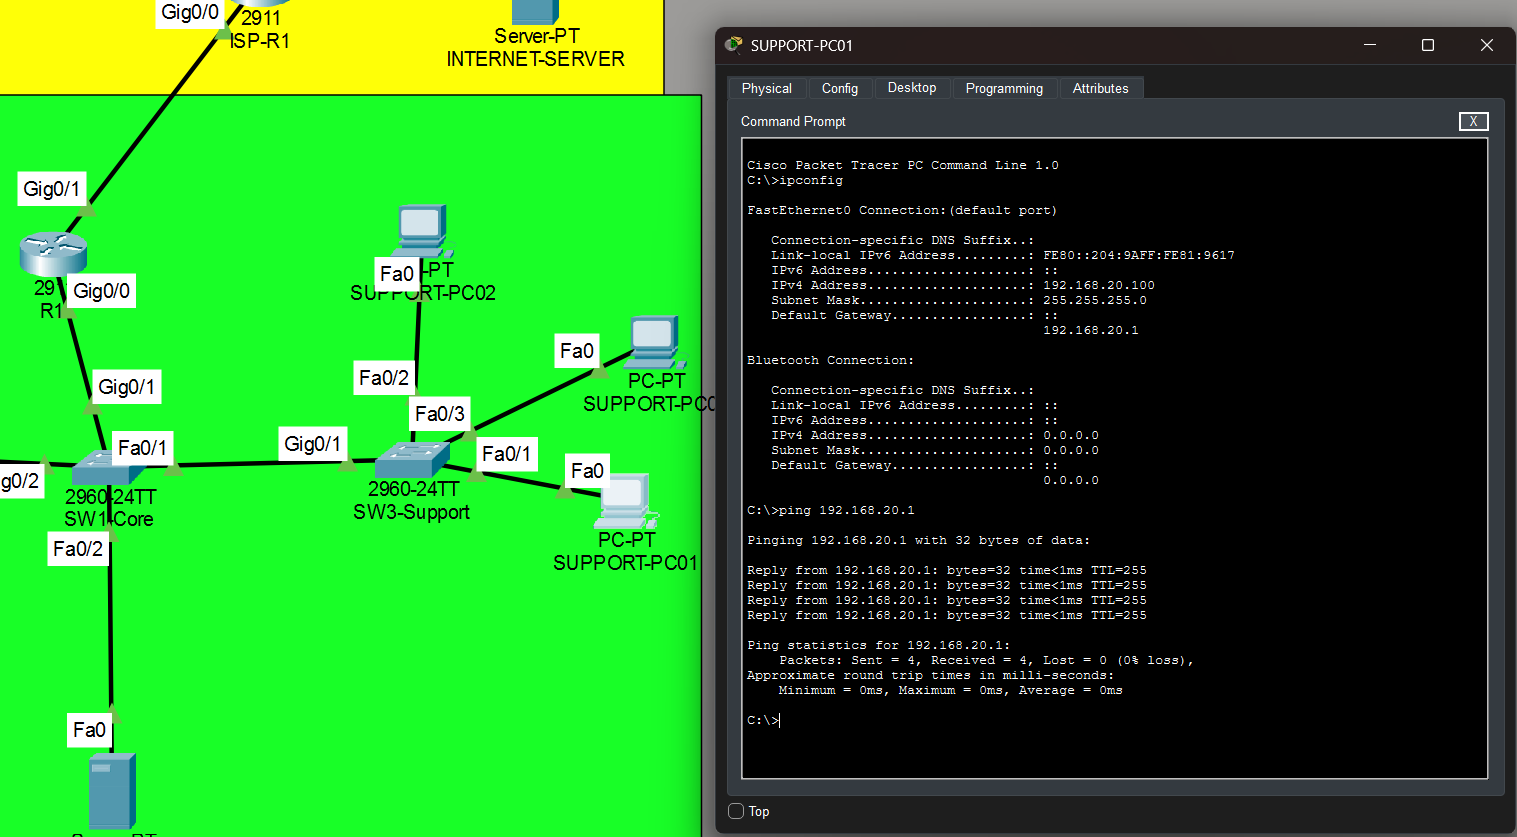 Gig0/0
2911
ISP-R1
Server-PT
INTERNET-SERVER
Gig0/1
29
R1
Gig0/0
Fa0
-PT
SUPPORT-PC02
Fa0
PC-PT
SUPPORT-PC0
Fa0/2
Gig0/1
Fa0/3
Fa0/1
Gig0/1
Fa0/1
Fa0
g0/2
2960-24TT
SW1-Core
2960-24TT
SW3-Support
PC-PT
SUPPORT-PC01
Fa0/2
Fa0
SUPPORT-PC01
Physical Config Desktop Programming Attributes
Command Prompt
X
Cisco Packet Tracer PC Command Line 1.0
C:\>ipconfig
FastEthernet0 Connection:(default port)
Connection-specific DNS Suffix..:
Link-local IPv6 Address.........: FE80::204:9AFF:FE81:9617
IPv6 Address....................: ::
IPv4 Address....................: 192.168.20.100
Subnet Mask.....................: 255.255.255.0
Default Gateway.................: ::
192.168.20.1
Bluetooth Connection:
Connection-specific DNS Suffix..:
Link-local IPv6 Address.........: ::
IPv6 Address....................: ::
IPv4 Address....................: 0.0.0.0
Subnet Mask.....................: 0.0.0.0
Default Gateway.................: ::
0.0.0.0
C:\>ping 192.168.20.1
Pinging 192.168.20.1 with 32 bytes of data:
Reply from 192.168.20.1: bytes=32 time<1ms TTL=255
Reply from 192.168.20.1: bytes=32 time<1ms TTL=255
Reply from 192.168.20.1: bytes=32 time<1ms TTL=255
Reply from 192.168.20.1: bytes=32 time<1ms TTL=255
Ping statistics for 192.168.20.1:
Packets: Sent = 4, Received = 4, Lost = 0 (0% loss),
Approximate round trip times in milli-seconds:
Minimum = 0ms, Maximum = 0ms, Average = 0ms
C:\>
Top